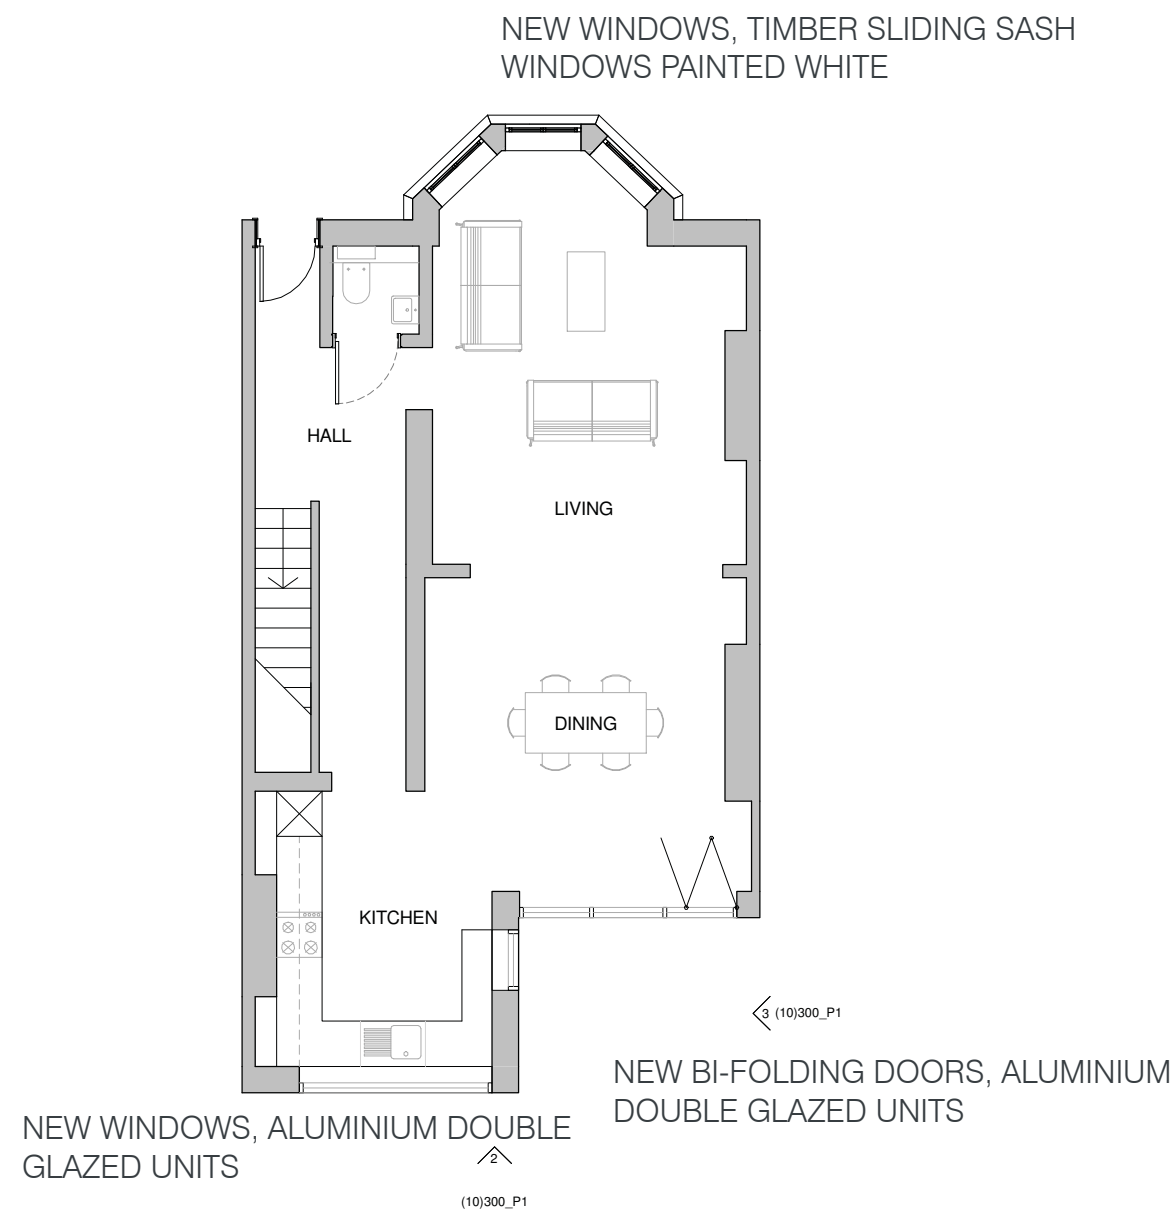 NEW WINDOWS, TIMBER SLIDING SASH
WINDOWS PAINTED WHITE
HALL
LIVING
DINING
KITCHEN
3 (10)300_P1
NEW BI-FOLDING DOORS, ALUMINIUM
DOUBLE GLAZED UNITS
NEW WINDOWS, ALUMINIUM DOUBLE
GLAZED UNITS
2
(10)300_P1